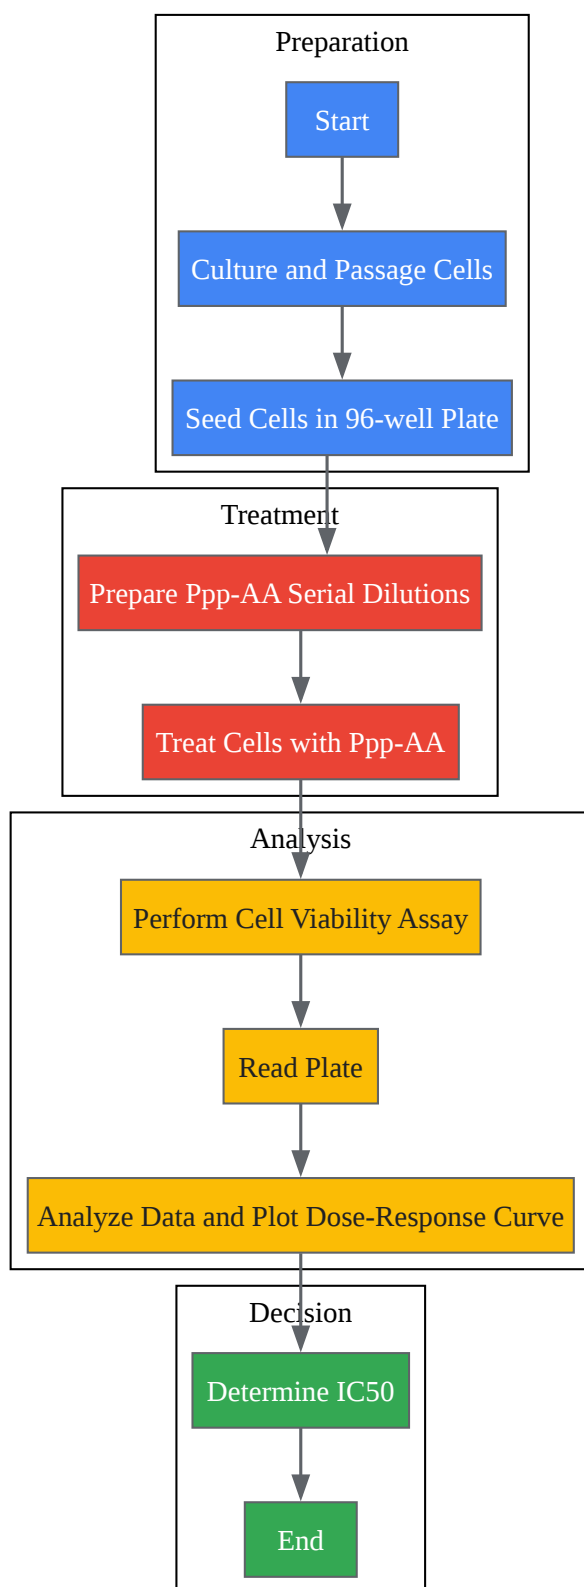 Preparation
Start
Culture and Passage Cells
Seed Cells in 96-well Plate
Treatment
Prepare Ppp-AA Serial Dilutions
Treat Cells with Ppp-AA
Analysis
Perform Cell Viability Assay
Read Plate
Analyze Data and Plot Dose-Response Curve
Decision
Determine IC50
End